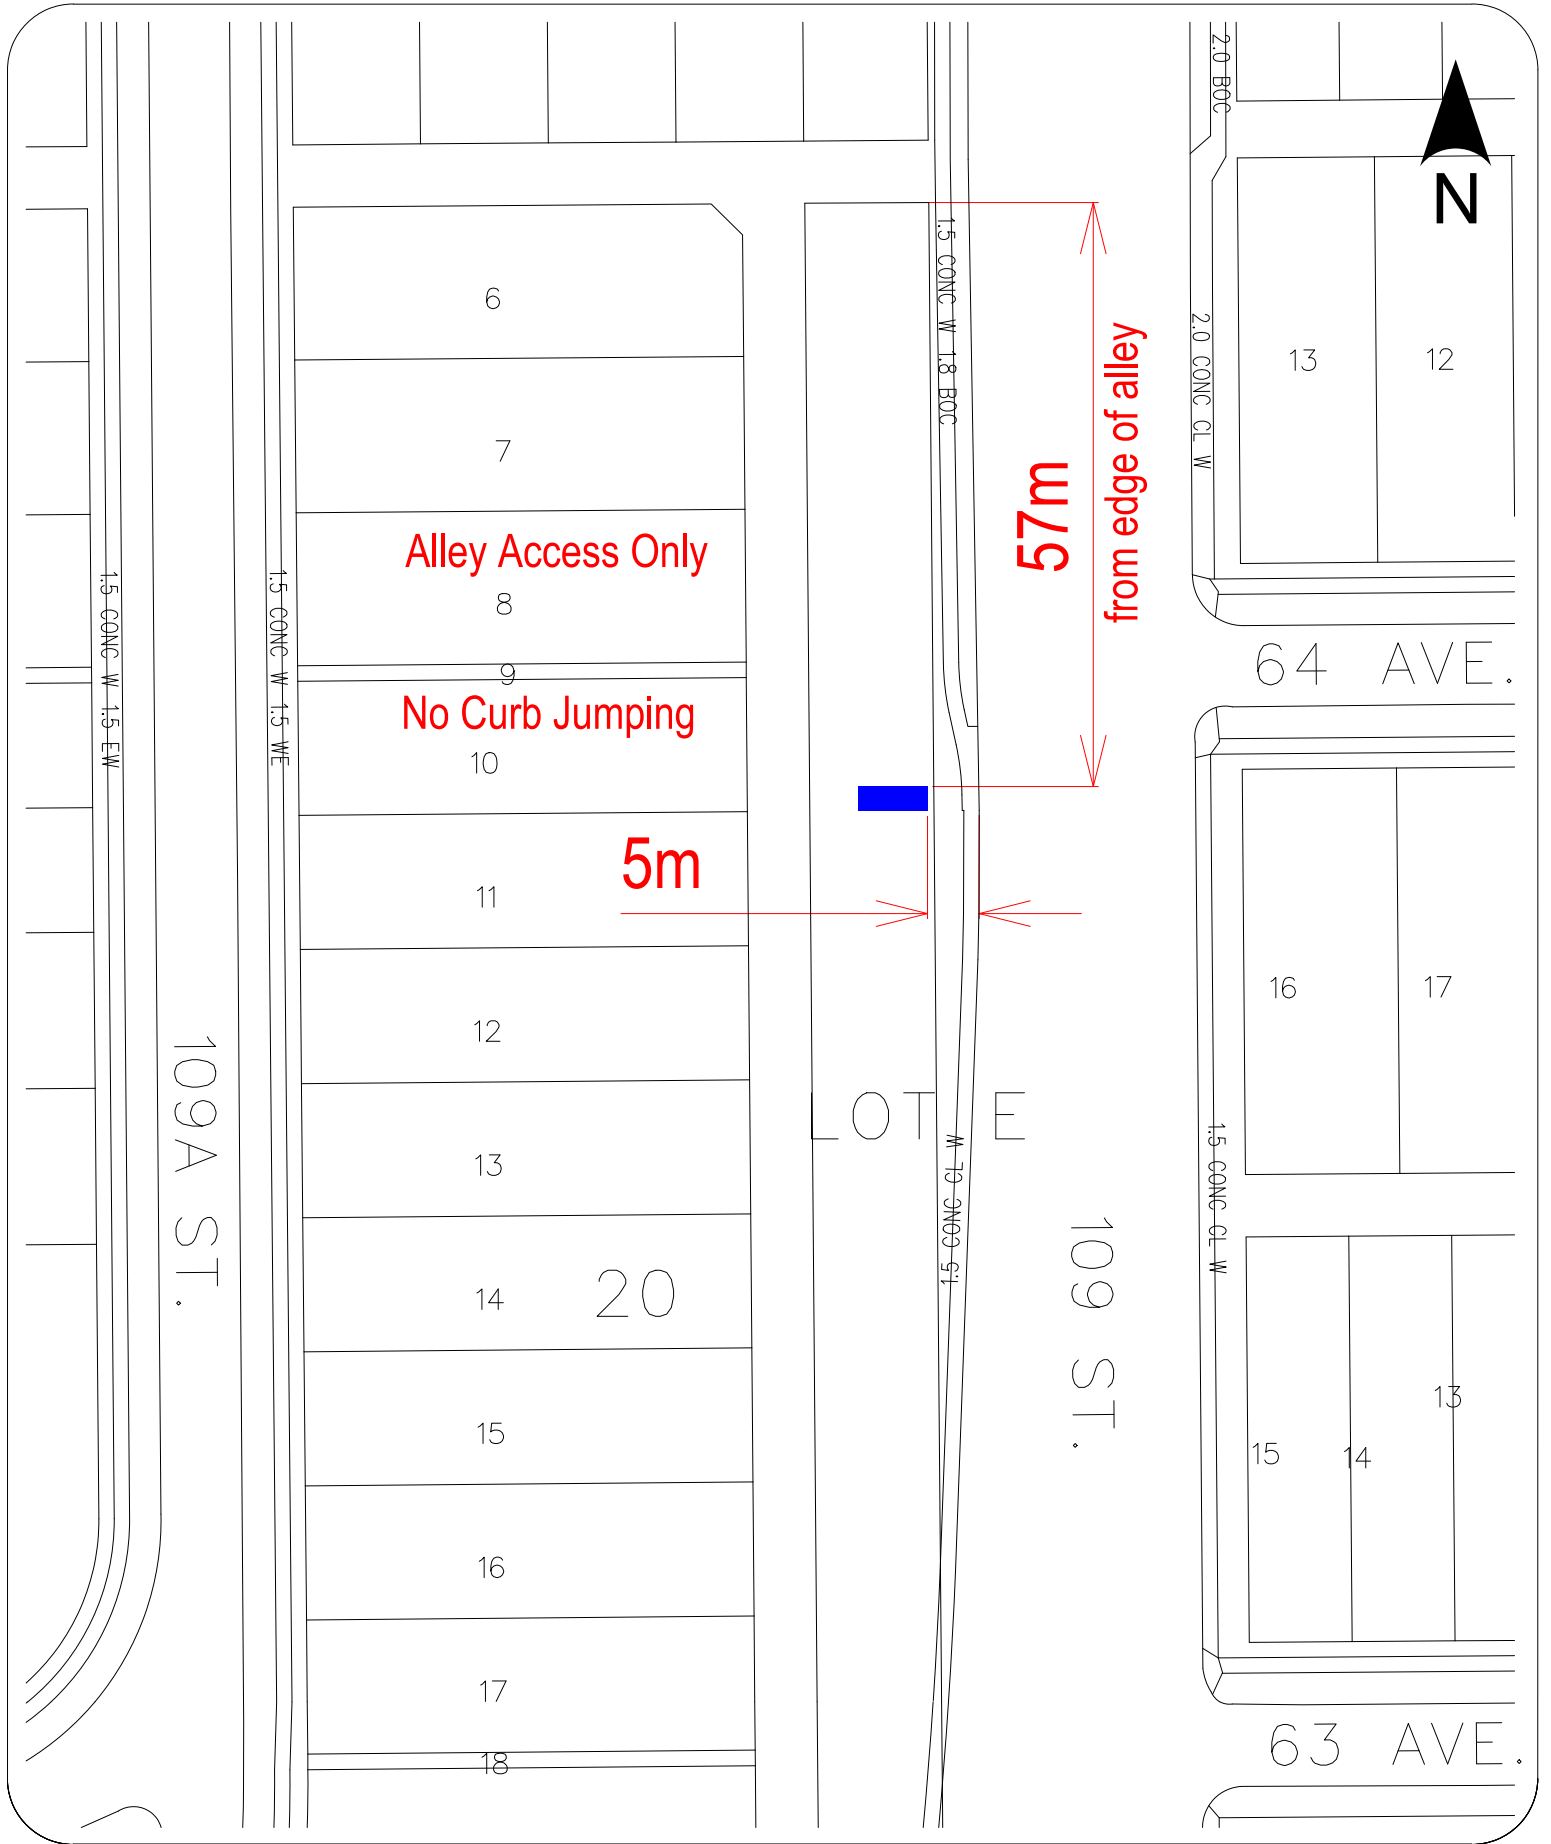 2.0 BOC
N
1.5 CONC W 1.8 BOC
6
2.0 CONC CL W
from edge of alley
13
12
7
57m
Alley Access Only
1.5 CONC W 1.5 EW
1.5 CONC W 1.5 WE
8
64 AVE.
9
No Curb Jumping
10
5m
11
16
17
12
109A ST.
LOT E
13
1.5 CONC CL W
1.5 CONC CL W
109 ST.
14
20
13
15
15
14
16
17
63 AVE.
18